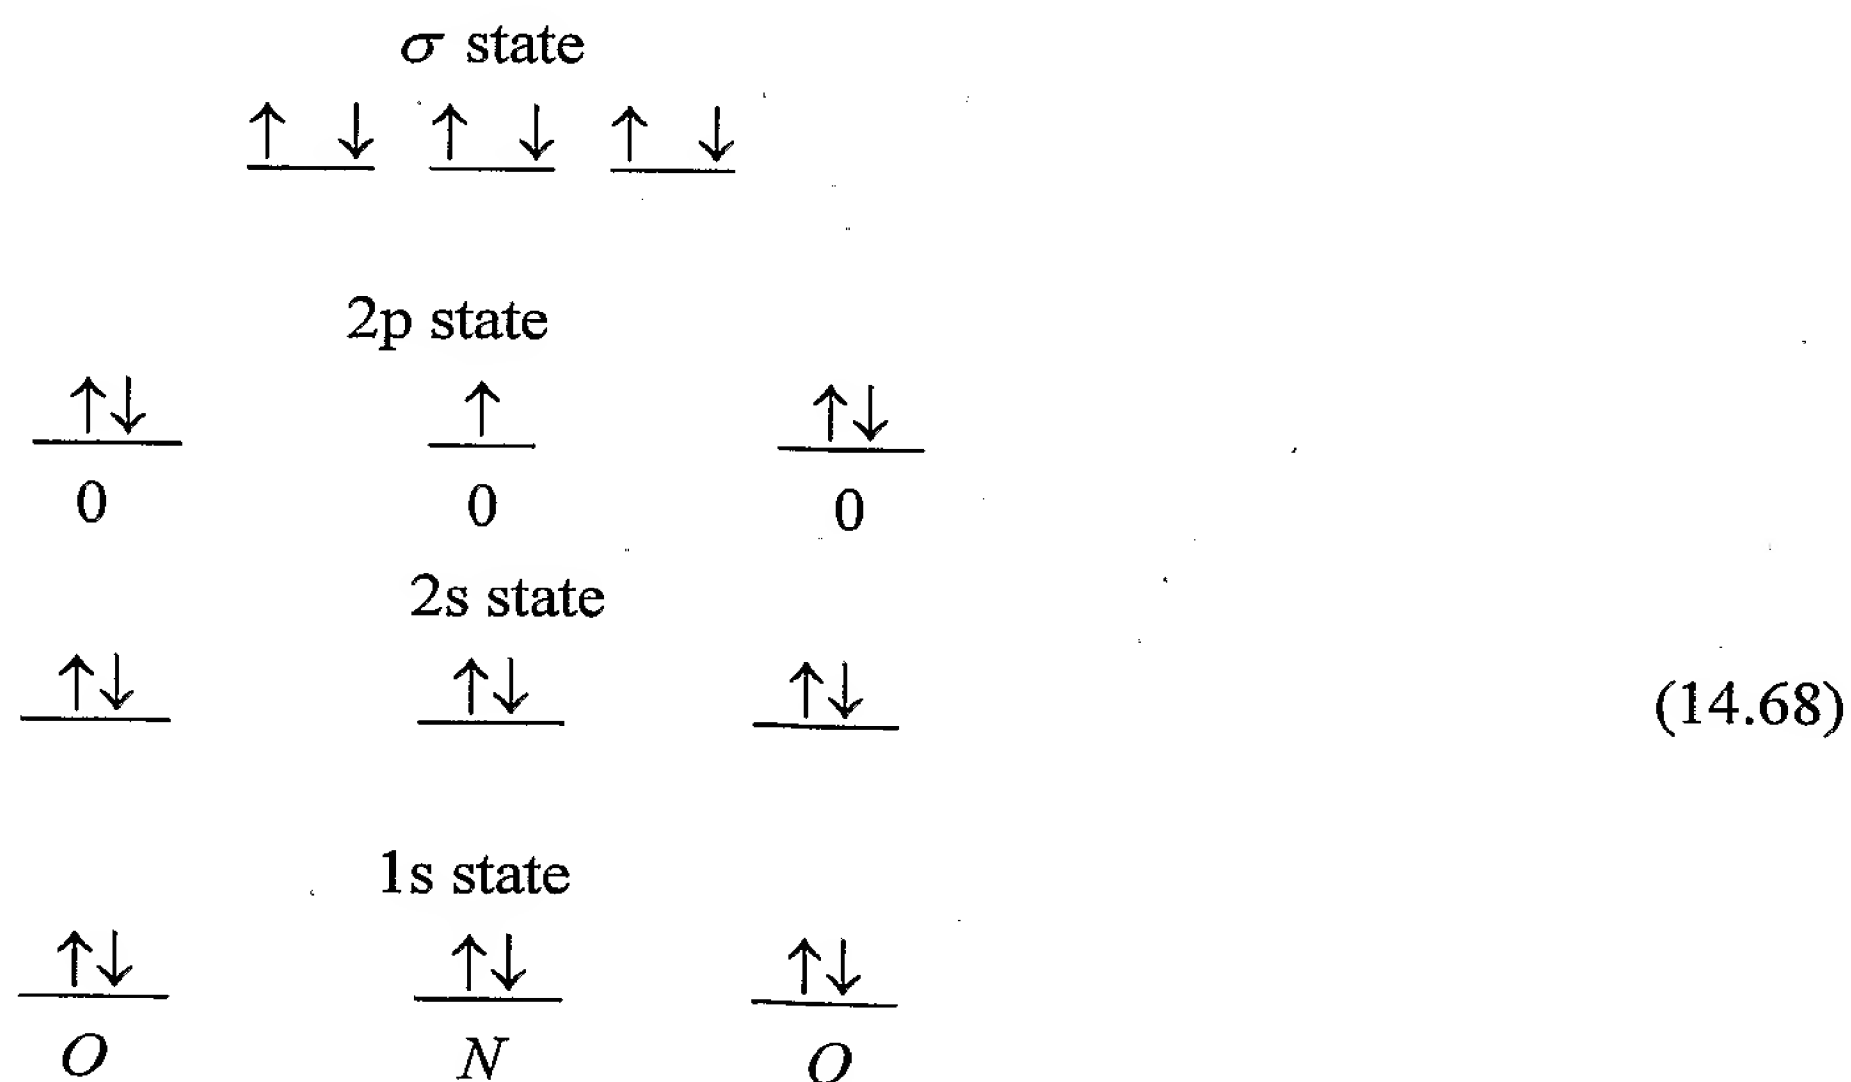 σ state
↑ ↓ ↑ ↓ ↑ ↓
2p state
↑↓ ↑ ↑↓
0 0 0
2s state
↑↓ ↑↓ ↑↓ (14.68)
1s state
↑↓ ↑↓ ↑↓
O N O